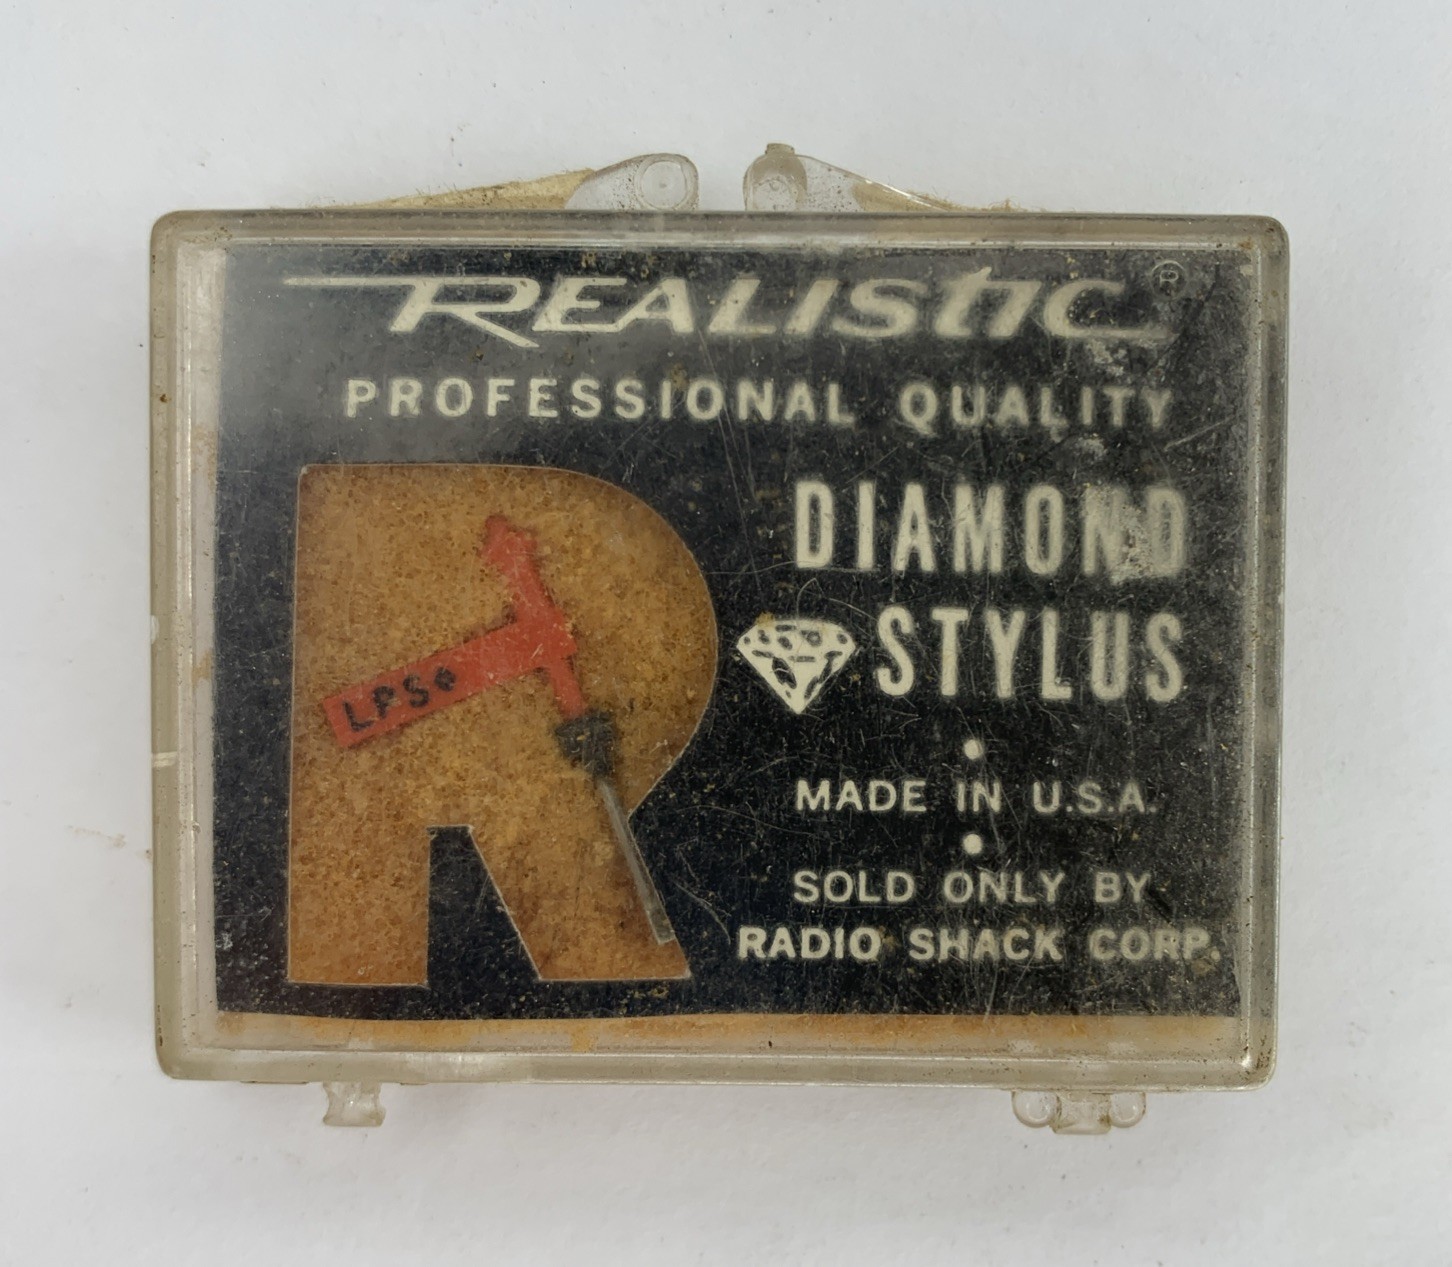 REALISTIC ®
PROFESSIONAL QUALITY
DIAMOND
STYLUS
• MADE IN U.S.A.
• SOLD ONLY BY
RADIO SHACK CORP.
LPS♦